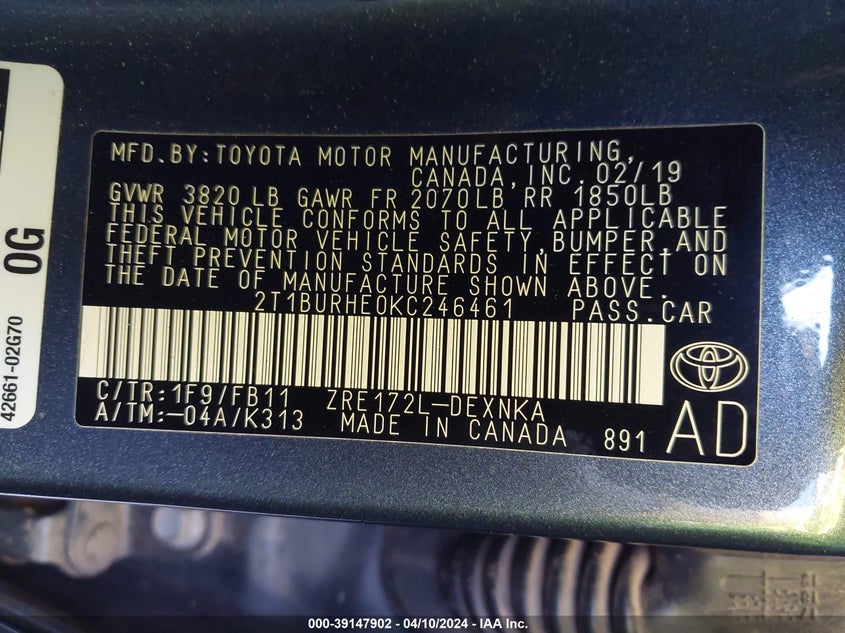 MFD.BY:TOYOTA MOTOR MANUFACTURING,
CANADA,INC.02/19
GVWR 3820 LB GAWR FR 2070LB RR 1850LB
THIS VEHICLE CONFORMS TO ALL APPLICABLE
FEDERAL MOTOR VEHICLE SAFETY,BUMPER,AND
THEFT PREVENTION STANDARDS IN EFFECT ON
THE DATE OF MANUFACTURE SHOWN ABOVE.
2T1BURHE0KC246461 PASS.CAR
C/TR:1F9/FB11 ZRE172L-DEXNKA
A/TM:-04A/K313 MADE IN CANADA 891 AD
42661-02G70 0G
000-39147902 - 04/10/2024 - IAA Inc.